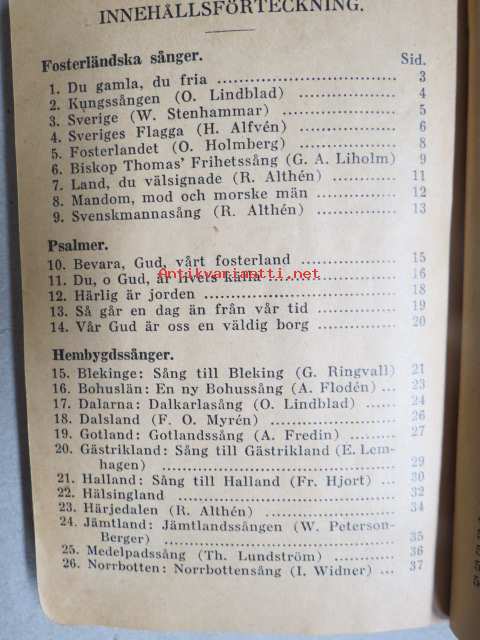 INNEHÅLLSFÖRTECKNING.
Fosterländska sånger. Sid.
1. Du gamla, du fria ........................ 3
2. Kungssången (O. Lindblad) ................ 4
3. Sverige (W. Stenhammar) .................. 5
4. Sveriges Flagga (H. Alfvén) .............. 6
5. Fosterlandet (O. Holmberg) ............... 8
6. Biskop Thomas' Frihetssång (G. A. Liholm) 9
7. Land, du välsignade (R. Althén) .......... 11
8. Mandom, mod och morske män ............... 12
9. Svenskmannasång (R. Althén) .............. 13
Psalmer.
10. Bevara, Gud, vårt fosterland ............ 15
11. Du, o Gud, är livets källa .............. 16
Antikvariaatti.net
12. Härlig är jorden ........................ 18
13. Så går en dag än från vår tid ........... 19
14. Vår Gud är oss en väldig borg ........... 20
Hembygdssånger.
15. Blekinge: Sång till Bleking (G. Ringvall) 21
16. Bohuslän: En ny Bohussång (A. Flodén) ... 23
17. Dalarna: Dalkarlasång (O. Lindblad) ..... 24
18. Dalsland (F. O. Myrén) .................. 26
19. Gotland: Gotlandssång (A. Fredin) ....... 27
20. Gästrikland: Sång till Gästrikland (E. Lem-
hagen) ...................................... 29
21. Halland: Sång till Halland (Fr. Hjort) .. 30
22. Hälsingland ............................. 32
23. Härjedalen (R. Althén) .................. 34
24. Jämtland: Jämtlandssången (W. Peterson-
Berger) ..................................... 35
25. Medelpadssång (Th. Lundström) ........... 36
26. Norrbotten: Norrbottensång (I. Widner) .. 37